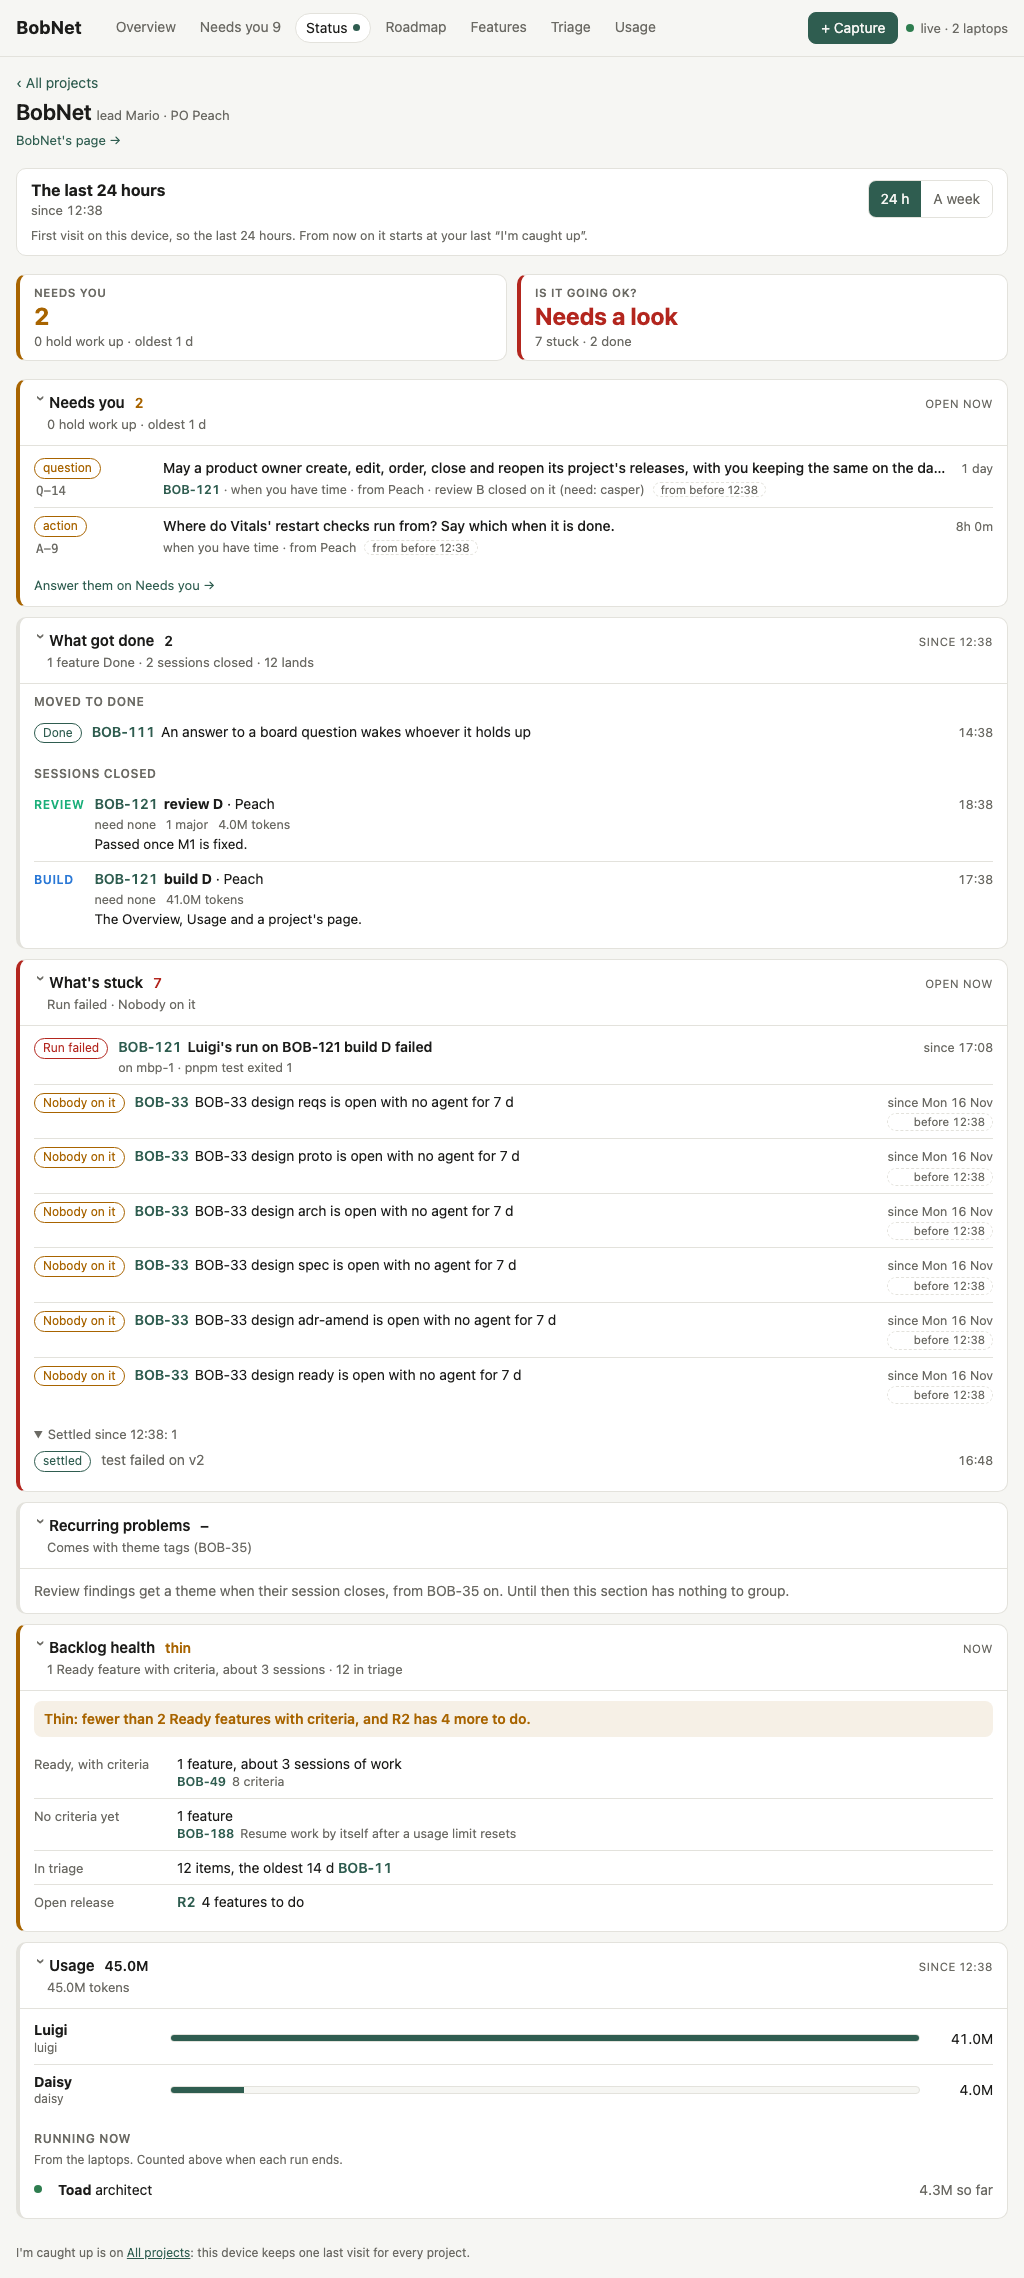 BobNet Overview Needs you 9 Status Roadmap Features Triage Usage + Capture live · 2 laptops
‹ All projects
BobNet lead Mario · PO Peach
BobNet's page →
The last 24 hours
since 12:38
24 h A week
First visit on this device, so the last 24 hours. From now on it starts at your last “I'm caught up”.
NEEDS YOU
2
0 hold work up · oldest 1 d
IS IT GOING OK?
Needs a look
7 stuck · 2 done
Needs you 2 OPEN NOW
0 hold work up · oldest 1 d
question May a product owner create, edit, order, close and reopen its project's releases, with you keeping the same on the da... 1 day
Q–14 BOB-121 · when you have time · from Peach · review B closed on it (need: casper) from before 12:38
action Where do Vitals' restart checks run from? Say which when it is done. 8h 0m
A–9 when you have time · from Peach from before 12:38
Answer them on Needs you →
What got done 2 SINCE 12:38
1 feature Done · 2 sessions closed · 12 lands
MOVED TO DONE
Done BOB-111 An answer to a board question wakes whoever it holds up 14:38
SESSIONS CLOSED
REVIEW BOB-121 review D · Peach 18:38
need none 1 major 4.0M tokens
Passed once M1 is fixed.
BUILD BOB-121 build D · Peach 17:38
need none 41.0M tokens
The Overview, Usage and a project's page.
What's stuck 7 OPEN NOW
Run failed · Nobody on it
Run failed BOB-121 Luigi's run on BOB-121 build D failed since 17:08
on mbp-1 · pnpm test exited 1
Nobody on it BOB-33 BOB-33 design reqs is open with no agent for 7 d since Mon 16 Nov
before 12:38
Nobody on it BOB-33 BOB-33 design proto is open with no agent for 7 d since Mon 16 Nov
before 12:38
Nobody on it BOB-33 BOB-33 design arch is open with no agent for 7 d since Mon 16 Nov
before 12:38
Nobody on it BOB-33 BOB-33 design spec is open with no agent for 7 d since Mon 16 Nov
before 12:38
Nobody on it BOB-33 BOB-33 design adr-amend is open with no agent for 7 d since Mon 16 Nov
before 12:38
Nobody on it BOB-33 BOB-33 design ready is open with no agent for 7 d since Mon 16 Nov
before 12:38
▼ Settled since 12:38: 1
settled test failed on v2 16:48
Recurring problems –
Comes with theme tags (BOB-35)
Review findings get a theme when their session closes, from BOB-35 on. Until then this section has nothing to group.
Backlog health thin NOW
1 Ready feature with criteria, about 3 sessions · 12 in triage
Thin: fewer than 2 Ready features with criteria, and R2 has 4 more to do.
Ready, with criteria 1 feature, about 3 sessions of work
BOB-49 8 criteria
No criteria yet 1 feature
BOB-188 Resume work by itself after a usage limit resets
In triage 12 items, the oldest 14 d BOB-11
Open release R2 4 features to do
Usage 45.0M SINCE 12:38
45.0M tokens
Luigi 41.0M
luigi
Daisy 4.0M
daisy
RUNNING NOW
From the laptops. Counted above when each run ends.
Toad architect 4.3M so far
I'm caught up is on All projects: this device keeps one last visit for every project.